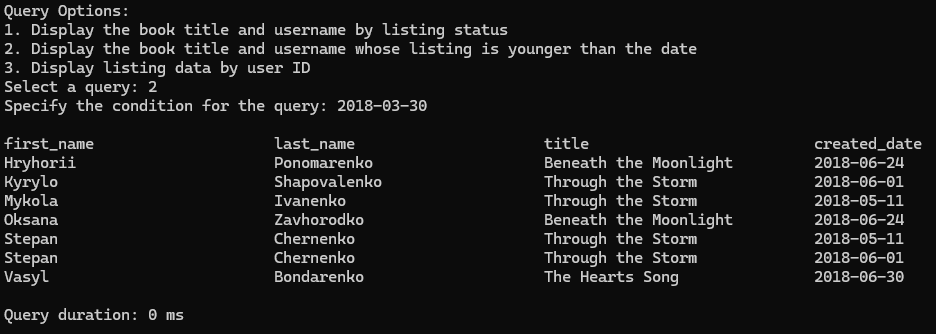 Query Options:
1. Display the book title and username by listing status
2. Display the book title and username whose listing is younger than the date
3. Display listing data by user ID
Select a query: 2
Specify the condition for the query: 2018-03-30
first_name last_name title created_date
Hryhorii Ponomarenko Beneath the Moonlight 2018-06-24
Kyrylo Shapovalenko Through the Storm 2018-06-01
Mykola Ivanenko Through the Storm 2018-05-11
Oksana Zavhorodko Beneath the Moonlight 2018-06-24
Stepan Chernenko Through the Storm 2018-05-11
Stepan Chernenko Through the Storm 2018-06-01
Vasyl Bondarenko The Hearts Song 2018-06-30
Query duration: 0 ms